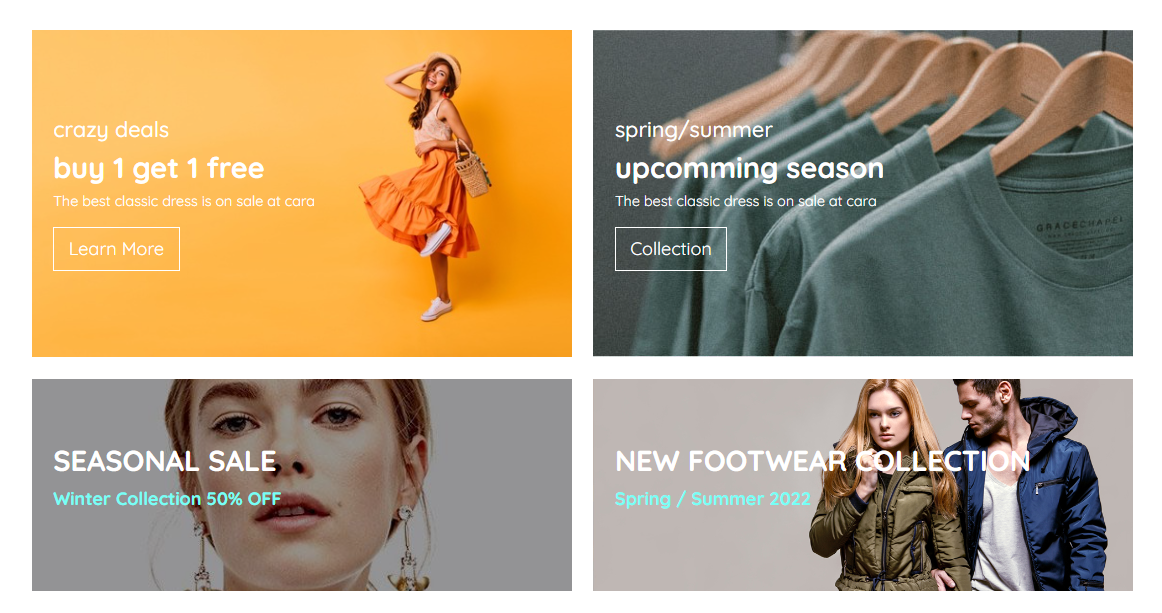 crazy deals
buy 1 get 1 free
The best classic dress is on sale at cara
Learn More
spring/summer
upcomming season
The best classic dress is on sale at cara
Collection
GRACECHAPEL
SEASONAL SALE
Winter Collection 50% OFF
NEW FOOTWEAR COLLECTION
Spring / Summer 2022